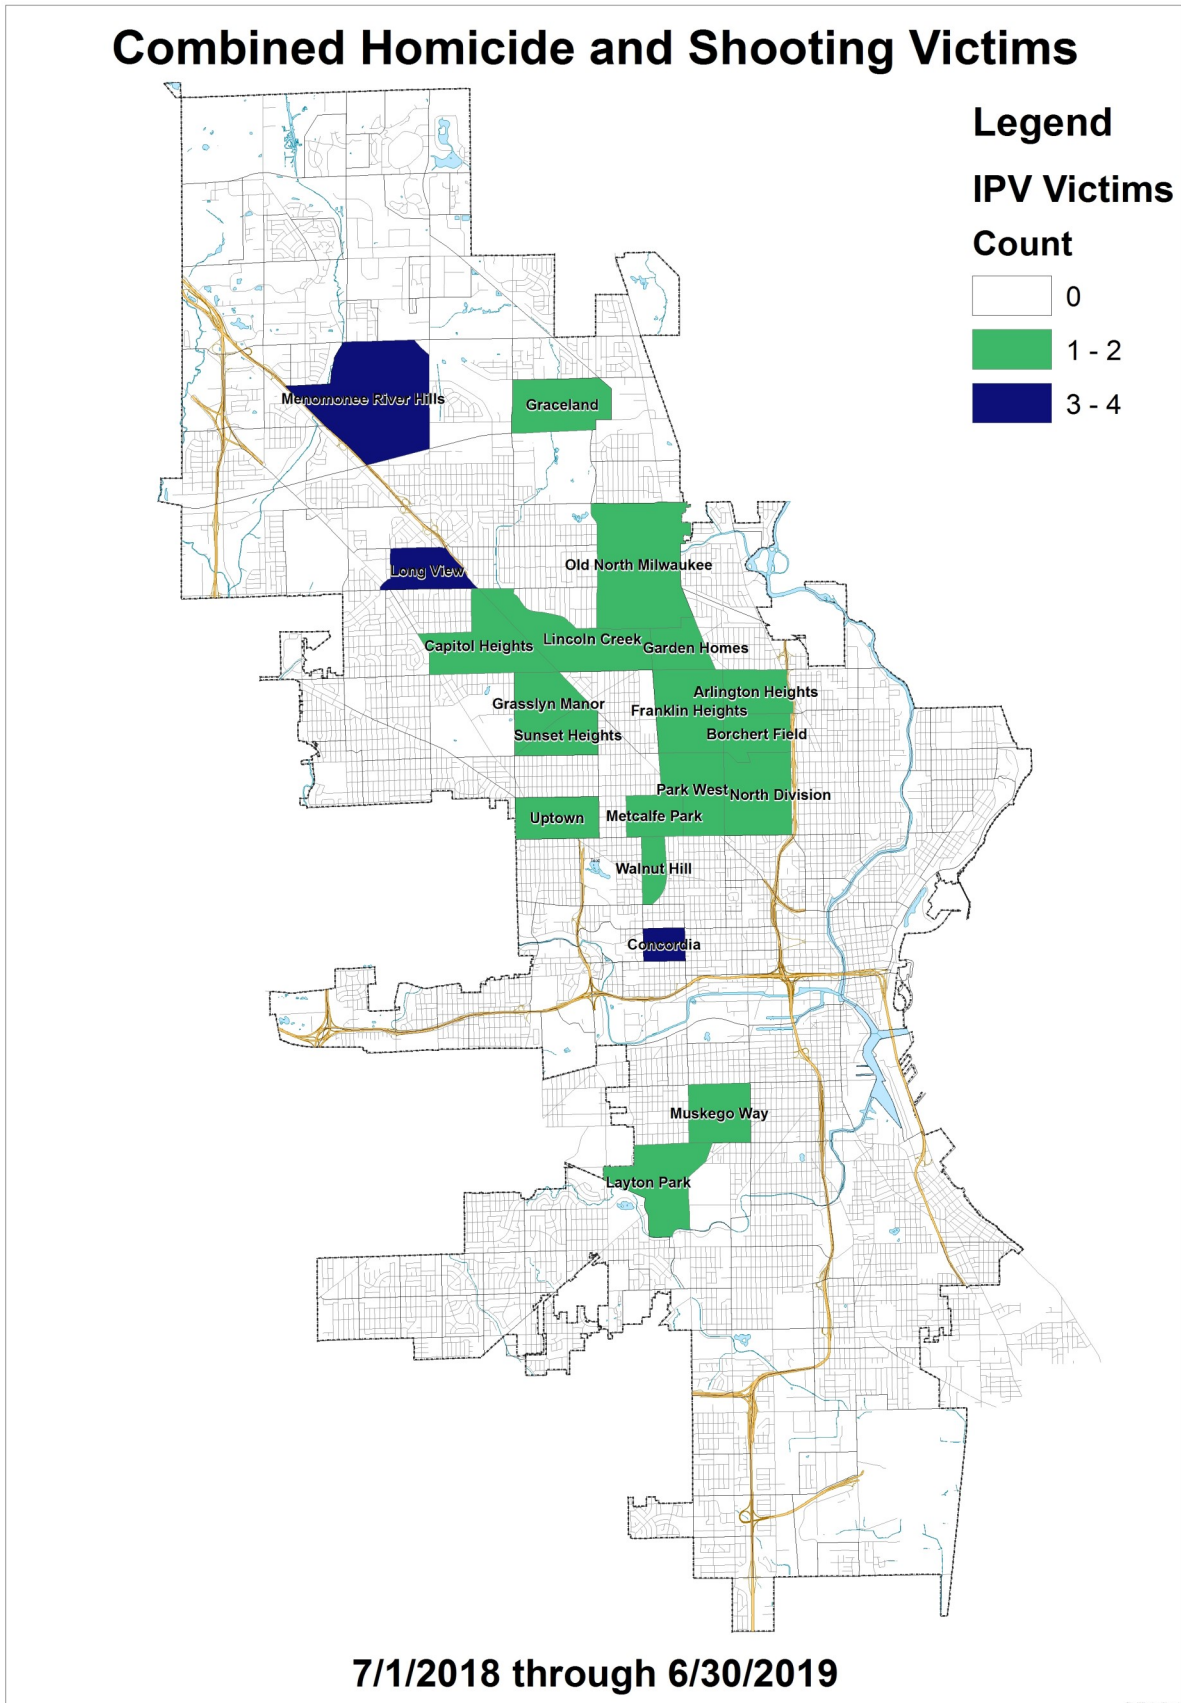 Combined Homicide and Shooting Victims
Legend
IPV Victims
Count
0
1 - 2
3 - 4
Menomonee River Hills
Graceland
Old North Milwaukee
Long View
Capitol Heights
Lincoln Creek
Garden Homes
Arlington Heights
Grasslyn Manor
Franklin Heights
Sunset Heights
Borchert Field
Park West
North Division
Uptown
Metcalfe Park
Walnut Hill
Concordia
Muskego Way
Layton Park
7/1/2018 through 6/30/2019